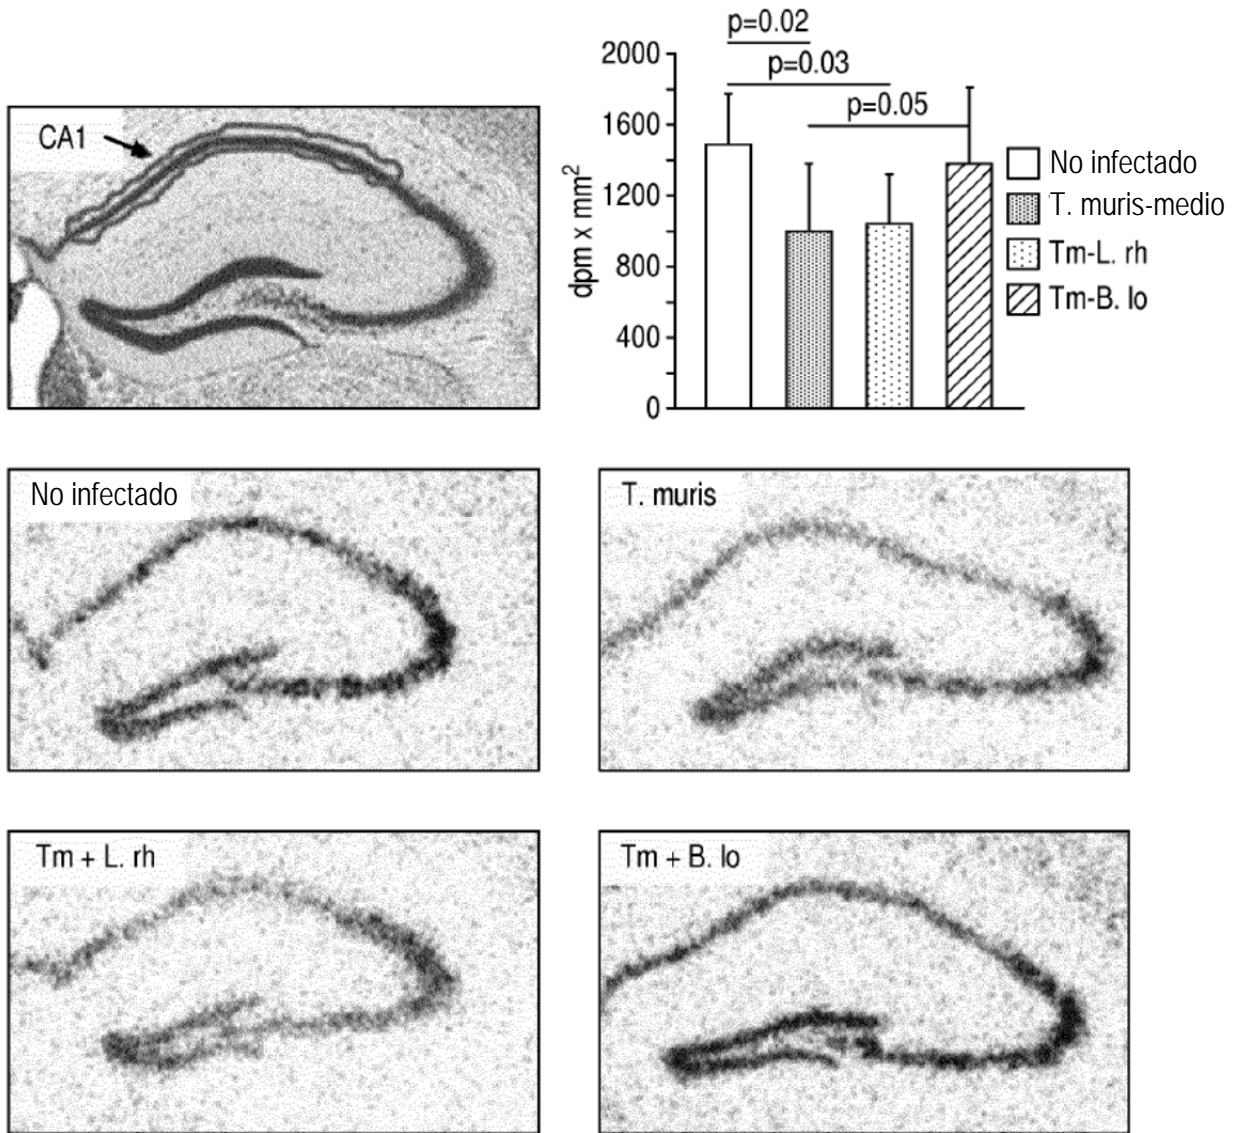 CA1
p=0.02
p=0.03
p=0.05
dpm x mm²
2000
1600
1200
800
400
0
No infectado
T. muris-medio
Tm-L. rh
Tm-B. lo
No infectado
T. muris
Tm + L. rh
Tm + B. lo